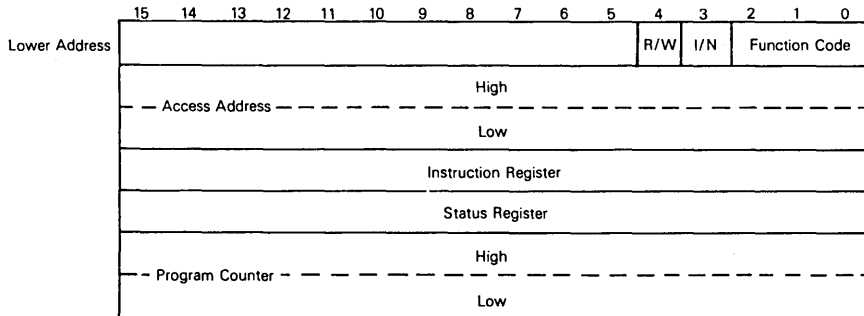 15 14 13 12 11 10 9 8 7 6 5 4 3 2 1 0
Lower Address R/W I/N Function Code
High
Access Address
Low
Instruction Register
Status Register
High
Program Counter
Low